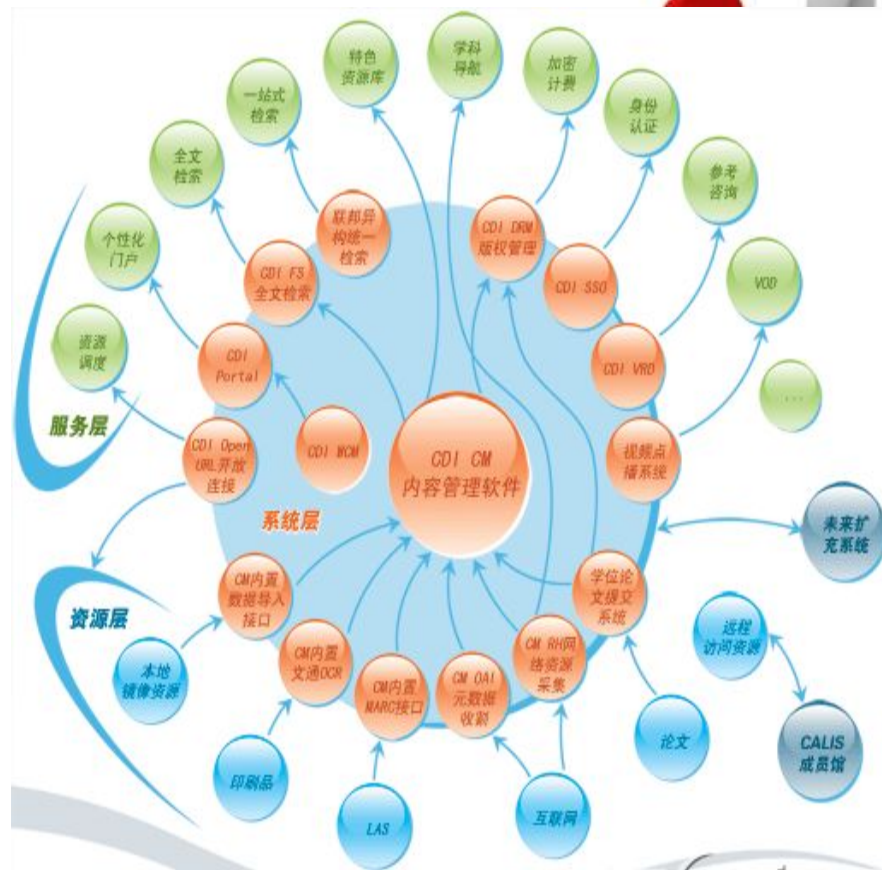 学科
导航
特色
资源库
加密
计费
一站式
检索
身份
认证
全文
检索
参考
咨询
个性化
门户
联邦异
构统一
检索
CDI DRM
版权管理
CDI FS
全文检索
CDI SSO
VOD
资源
调度
CDI
Portal
CDI VRD
...
服务层
CDI Open
URL开放
连接
CDI MCM
CDI CM
内容管理软件
视频点
播系统
系统层
未来扩
充系统
资源层
CM内置
数据导入
接口
学位论
文提交
系统
本地
镜像资源
CM内置
文通OCR
CM内置
MARC接口
CM OAI
元数据
收割
CM RH网
络资源
采集
远程
访问资源
印刷品
LAS
互联网
论文
CALIS
成员馆